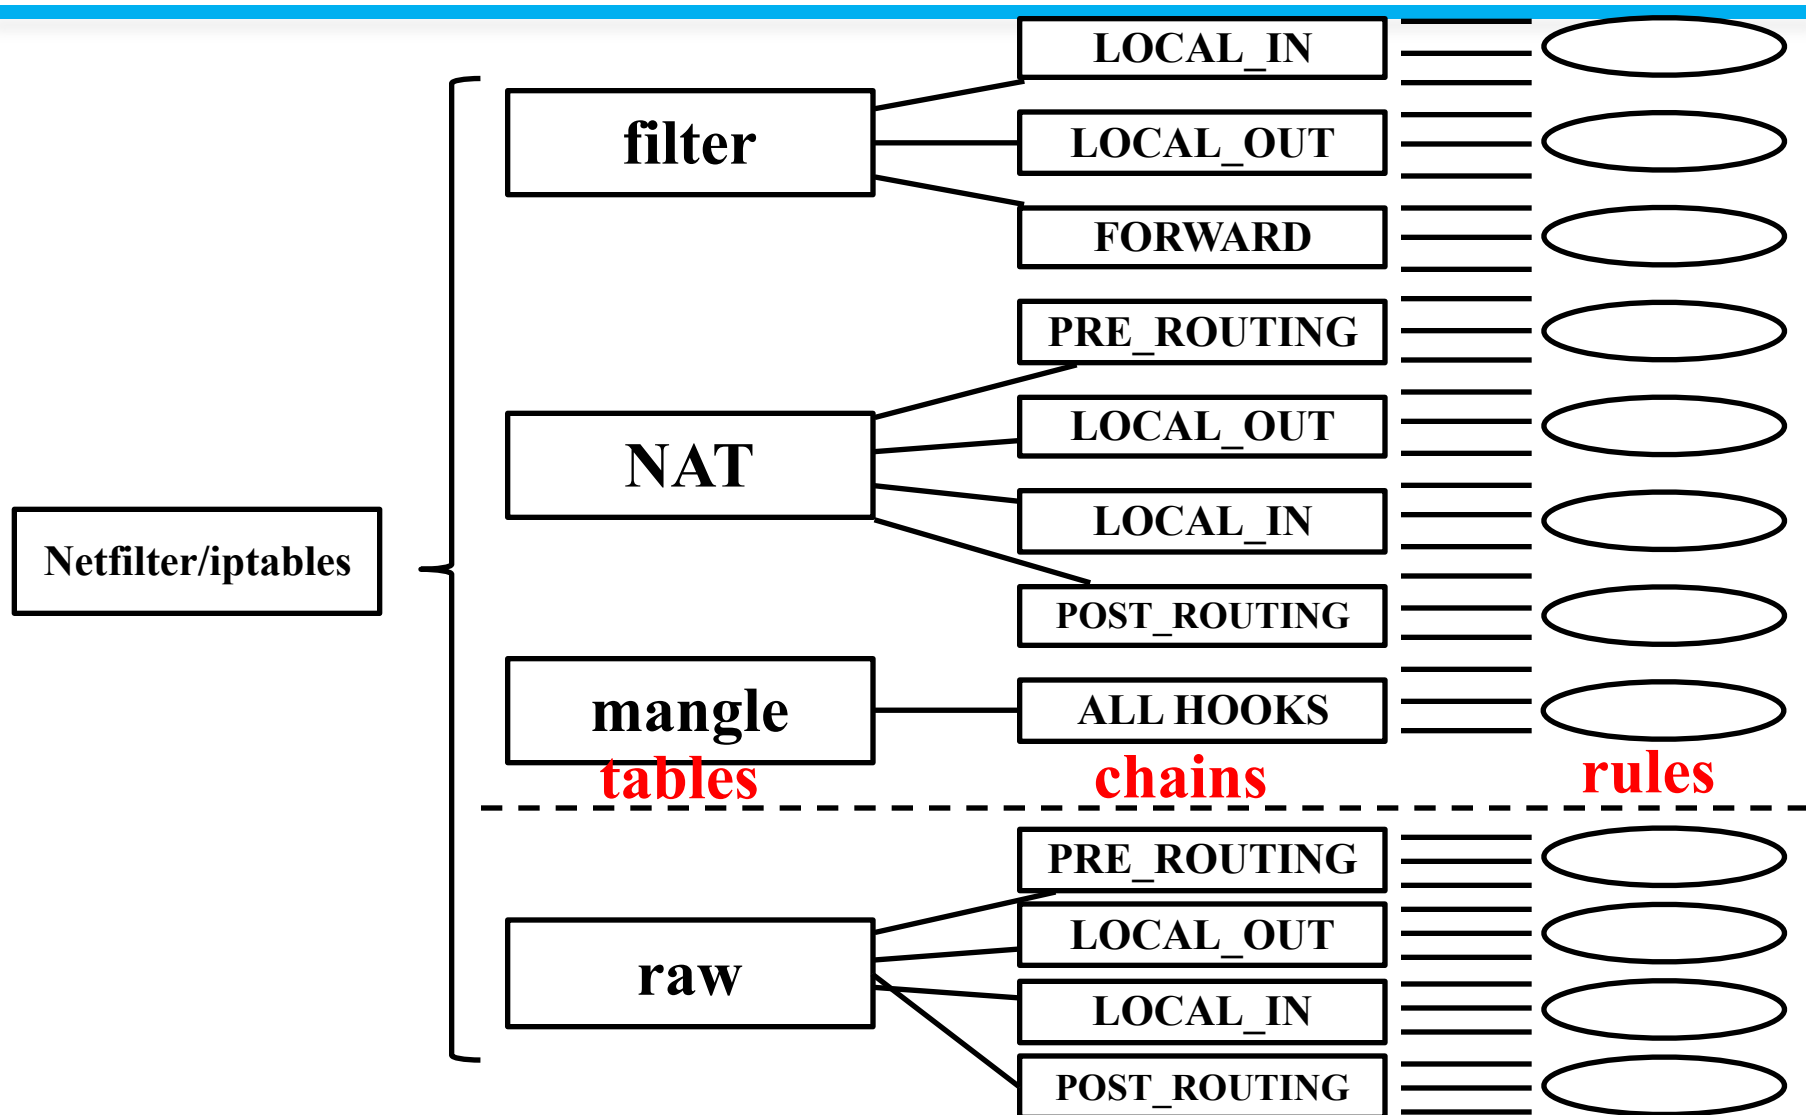 LOCAL_IN
filter
LOCAL_OUT
FORWARD
PRE_ROUTING
NAT
LOCAL_OUT
LOCAL_IN
Netfilter/iptables
POST_ROUTING
mangle
ALL HOOKS
tables
chains
rules
PRE_ROUTING
LOCAL_OUT
raw
LOCAL_IN
POST_ROUTING